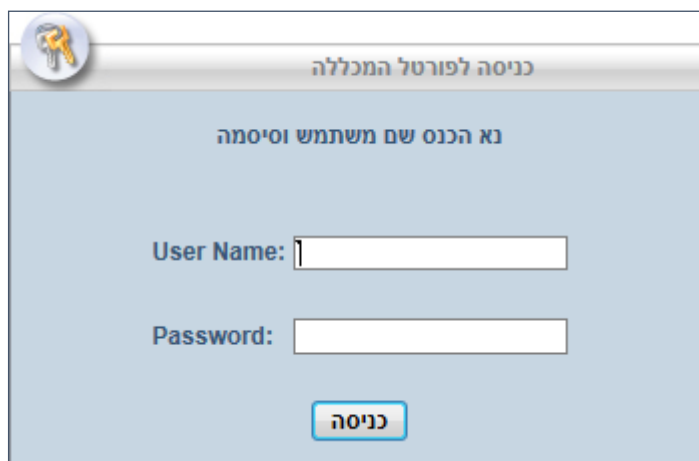 כניסה לפורטל המכללה
נא הכנס שם משתמש וסיסמה
User Name:
Password:
כניסה